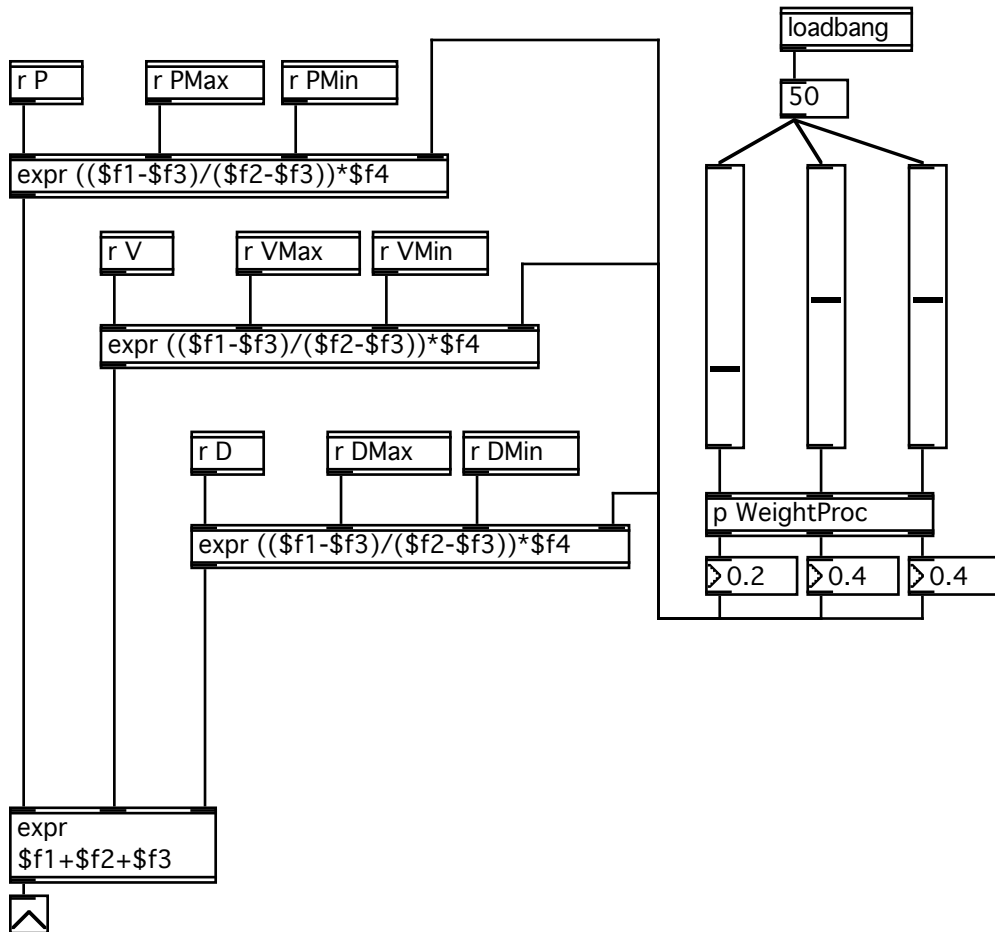 loadbang
50
r P
r PMax
r PMin
expr (($f1-$f3)/($f2-$f3))*$f4
r V
r VMax
r VMin
expr (($f1-$f3)/($f2-$f3))*$f4
r D
r DMax
r DMin
expr (($f1-$f3)/($f2-$f3))*$f4
p WeightProc
0.2
0.4
0.4
expr
$f1+$f2+$f3